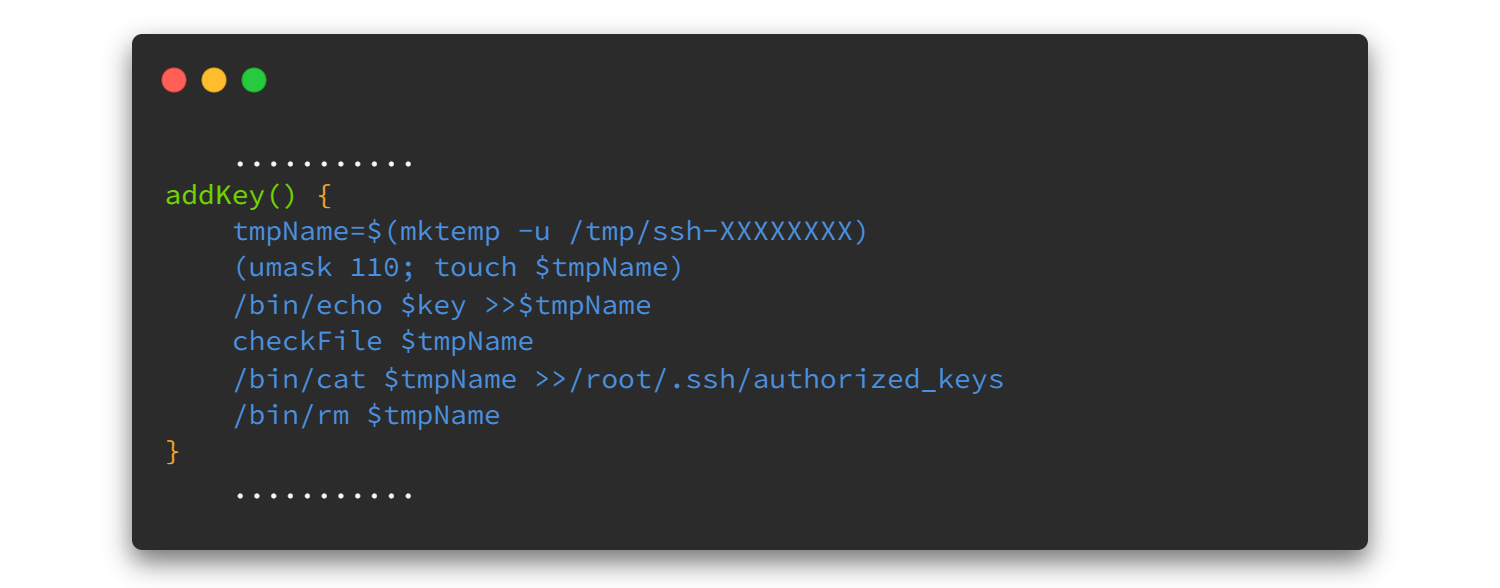 ...........
addKey() {
    tmpName=$(mktemp -u /tmp/ssh-XXXXXXXX)
    (umask 110; touch $tmpName)
    /bin/echo $key >>$tmpName
    checkFile $tmpName
    /bin/cat $tmpName >>/root/.ssh/authorized_keys
    /bin/rm $tmpName
}
...........